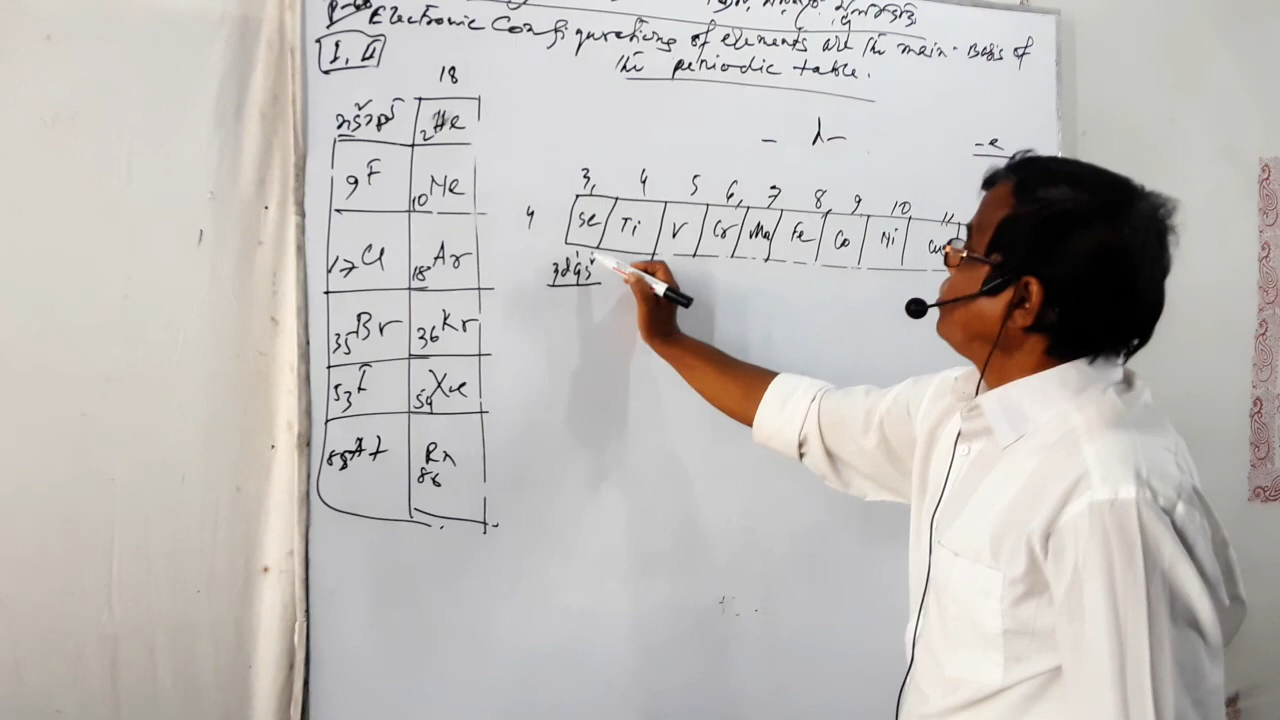 Electronic Configurations of elements are the main Basis of
the periodic table.
I, II
18
2He
9F 10Ne
17Cl 18Ar
35Br 36Kr
53I 54Xe
85At Rn
86
- d -
- e
3, 4 5 6, 7 8, 9, 10 11
4 Sc Ti V Cr Mn Fe Co Ni Cu
3d¹4s²